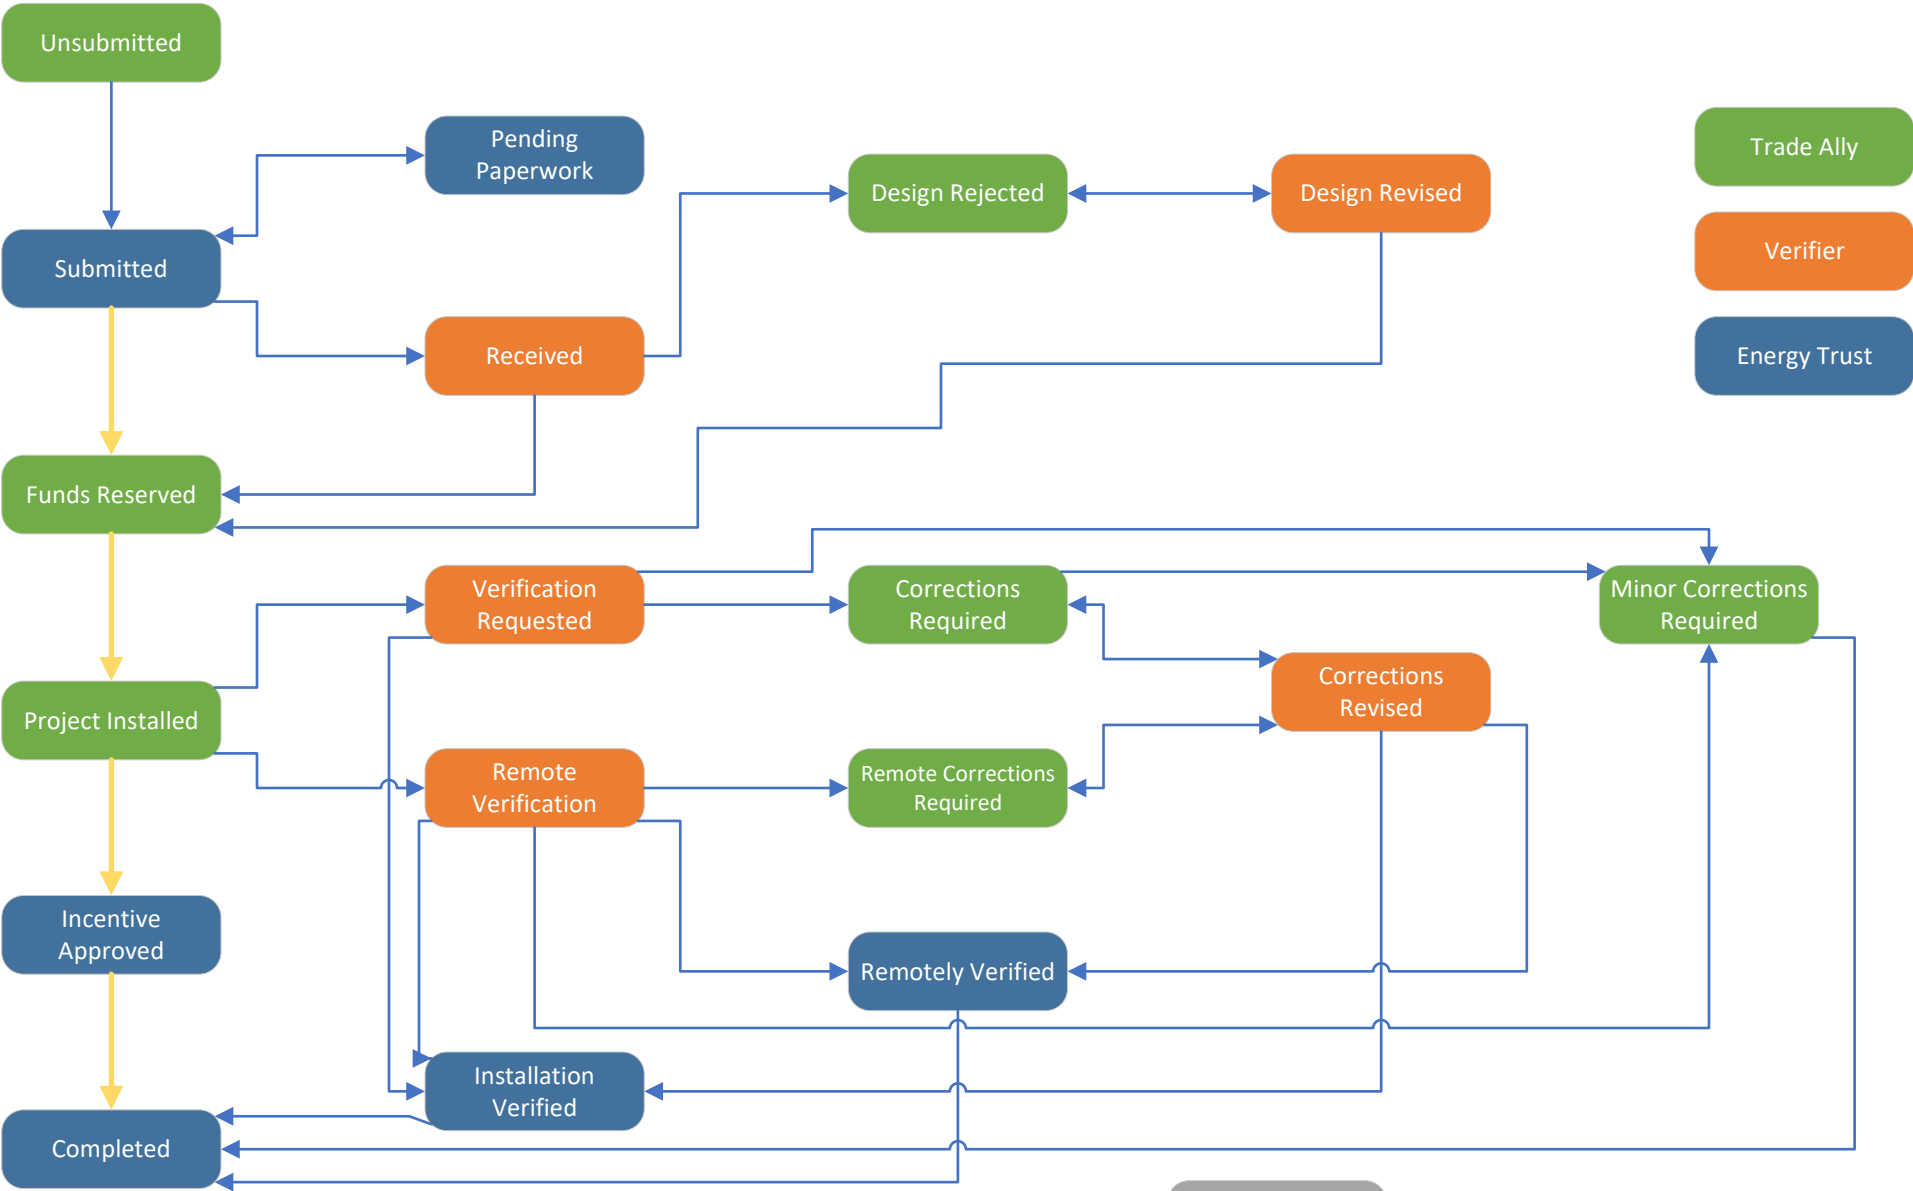 Unsubmitted
Pending
Paperwork
Trade Ally
Design Rejected
Design Revised
Verifier
Submitted
Received
Energy Trust
Funds Reserved
Verification
Requested
Corrections
Required
Minor Corrections
Required
Corrections
Revised
Project Installed
Remote
Verification
Remote Corrections
Required
Incentive
Approved
Remotely Verified
Installation
Verified
Completed